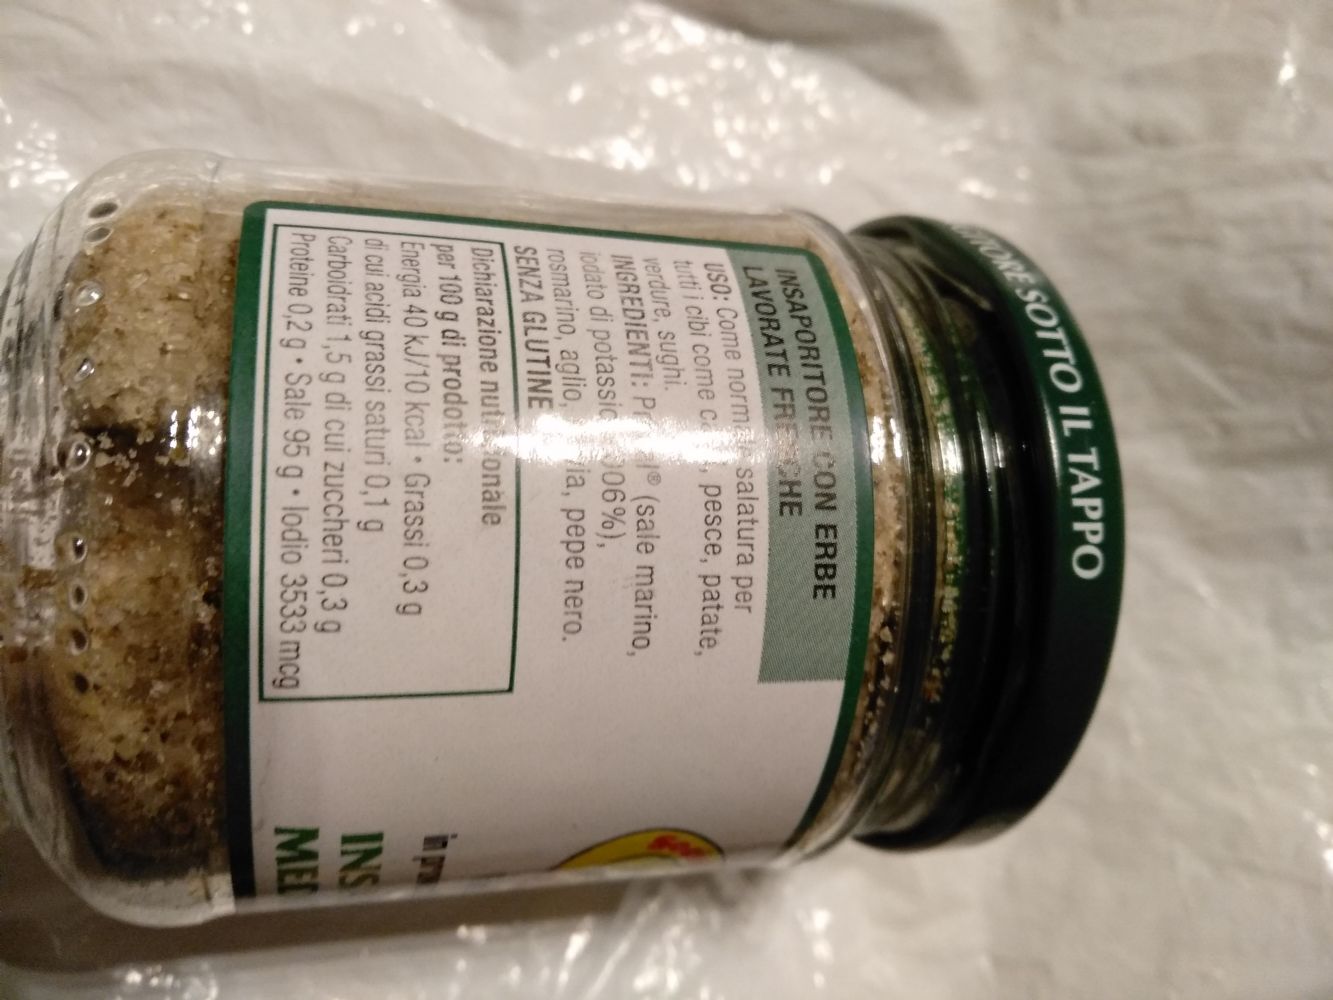 INSAPORITORE CON ERBE
LAVORATE FRESCHE
USO: Come normale salatura per
tutti i cibi come pesce, patate,
verdure, sughi.
INGREDIENTI: (sale marino,
iodato di potassio
rosmarino, aglio, pepe nero.
SENZA GLUTINE
Dichiarazione nutrizionale
per 100 g di prodotto:
Energia 40 kJ/10 kcal • Grassi 0,3 g
di cui acidi grassi saturi 0,1 g
Carboidrati 1,5 g di cui zuccheri 0,3 g
Proteine 0,2 g • Sale 95 g • Iodio 3533 mcg
SOTTO IL TAPPO
in
INS